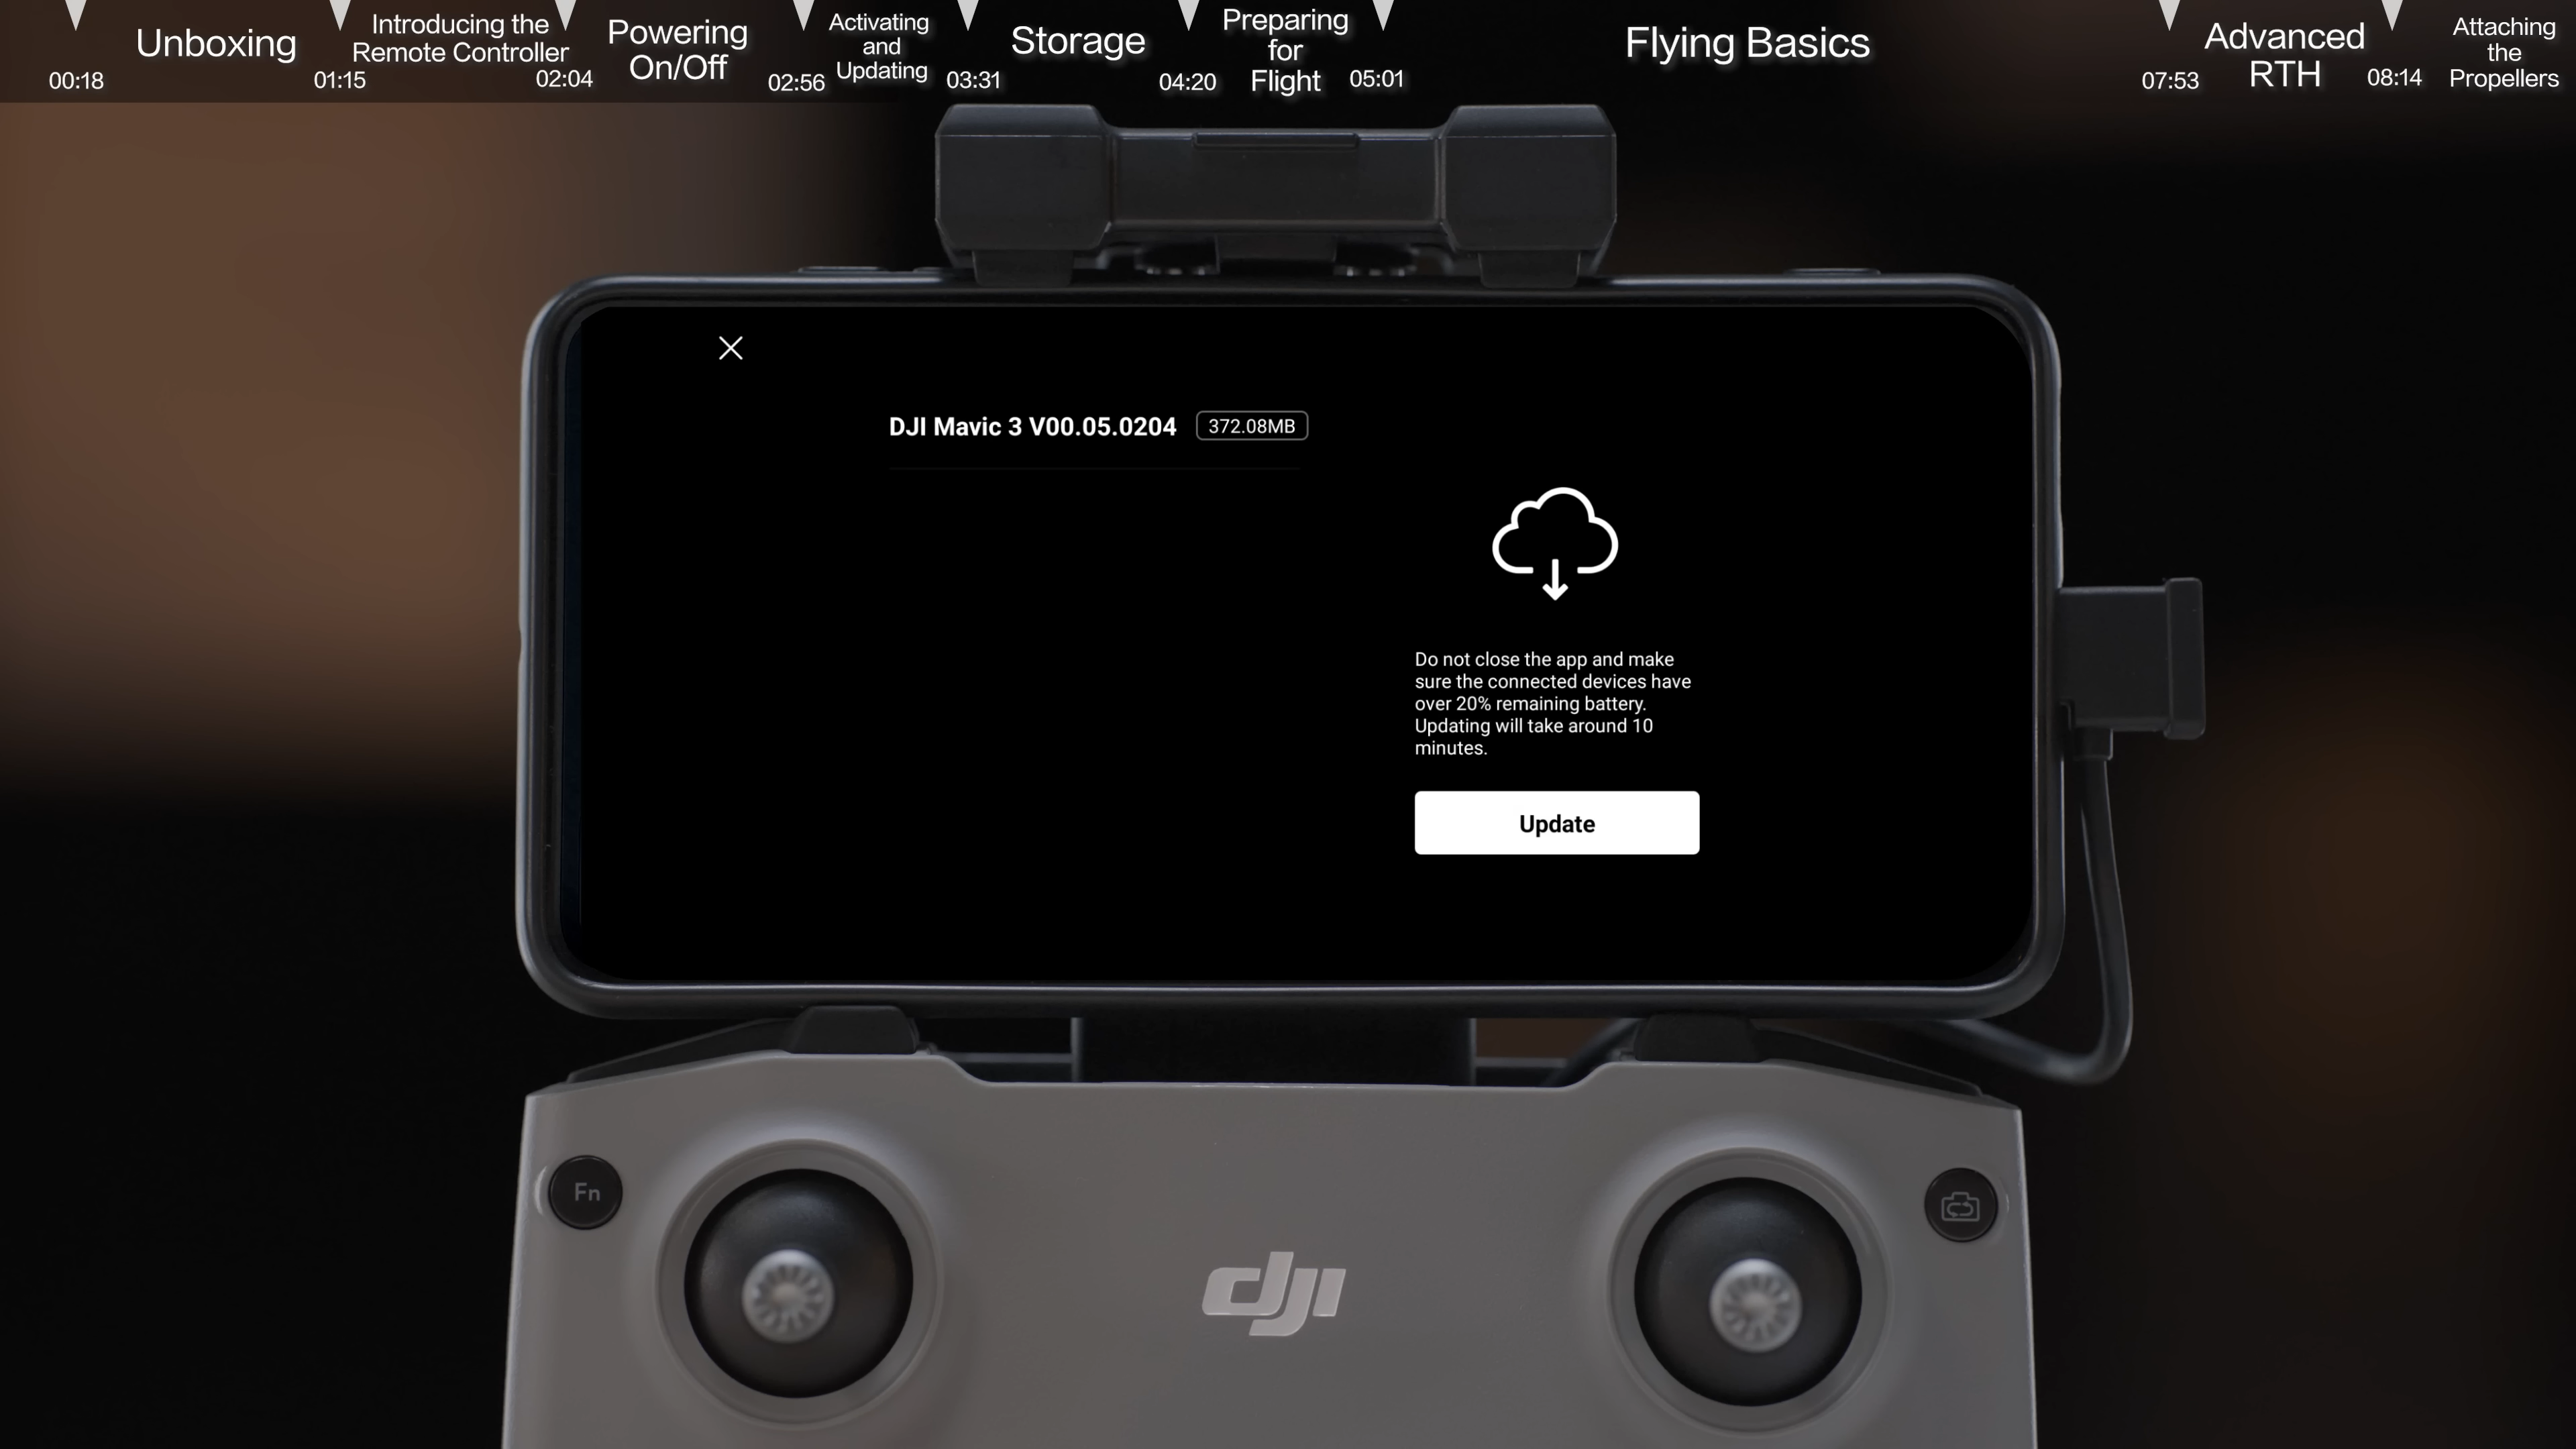 Unboxing
Introducing the
Remote Controller
Powering
On/Off
Activating
and
Updating
Storage
Preparing
for
Flight
Flying Basics
Advanced
RTH
Attaching
the
Propellers
00:18
01:15
02:04
02:56
03:31
04:20
05:01
07:53
08:14
DJI Mavic 3 V00.05.0204 372.08MB
Do not close the app and make
sure the connected devices have
over 20% remaining battery.
Updating will take around 10
minutes.
Update
Fn
dji